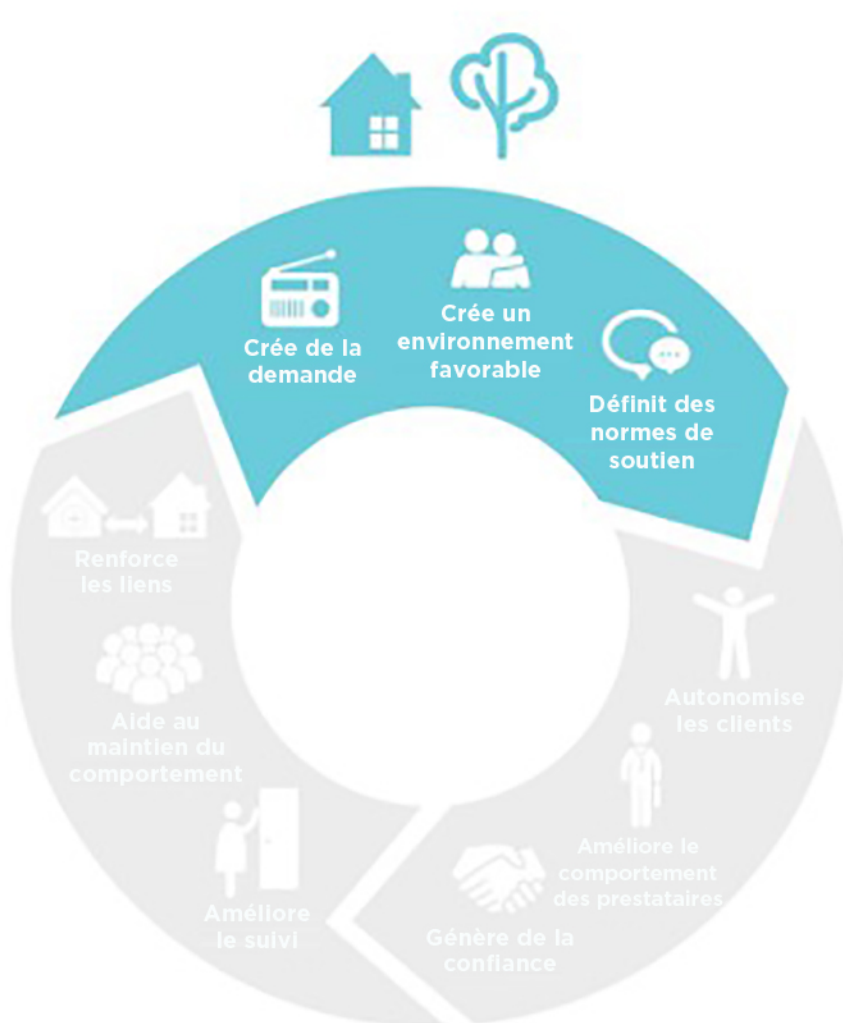 Crée de la
demande
Crée un
environnement
favorable
Définit des
normes de
soutien
Autonomise
les clients
Améliore le
comportement
des prestataires
Génère de la
confiance
Améliore
le suivi
Aide au
maintien du
comportement
Renforce
les liens